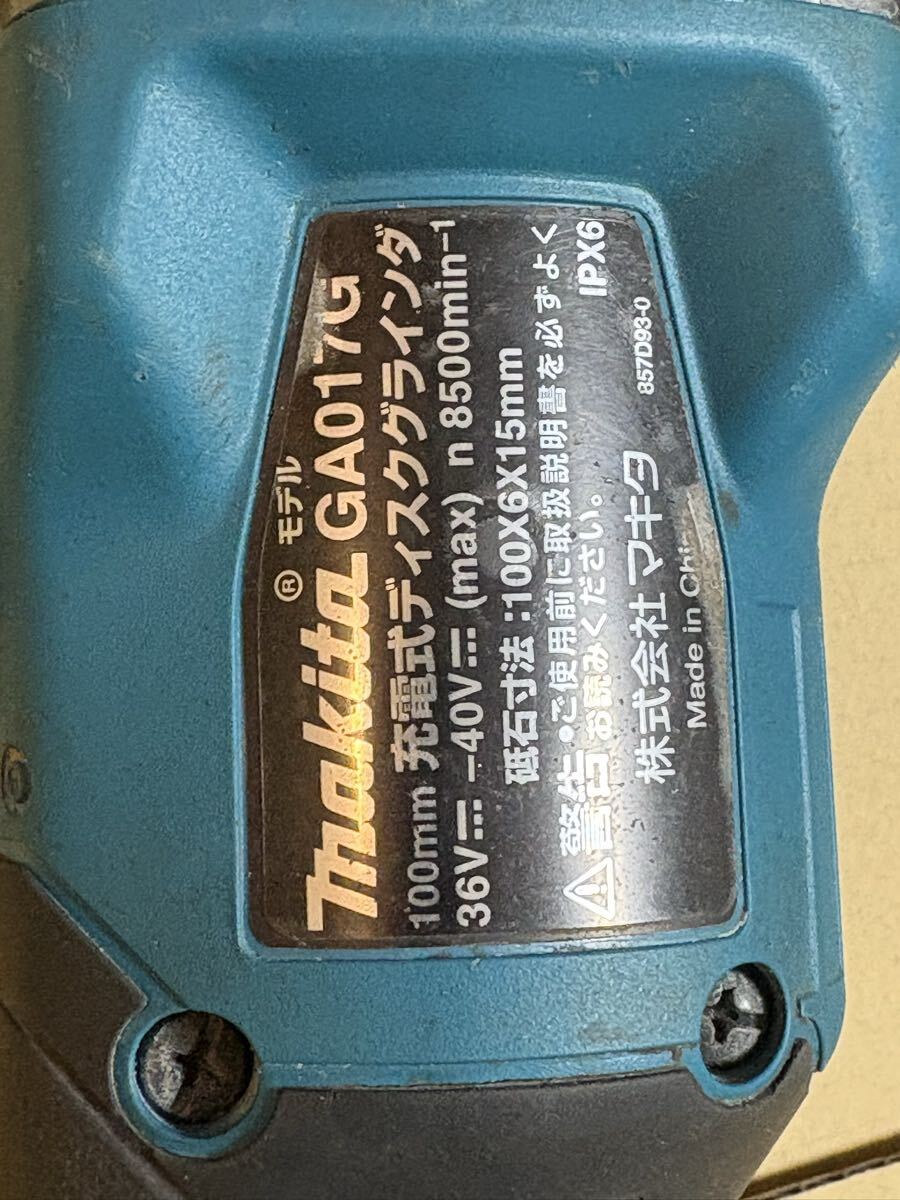 makita® モデル GA017G
100mm 充電式ディスクグラインダ
36V⎓ -40V⎓ (max) n 8500min-1
砥石寸法:100X6X15mm
⚠警告 •ご使用前に取扱説明書を必ずよく
お読みください。 IPX6
株式会社マキタ 857D93-0
Made in